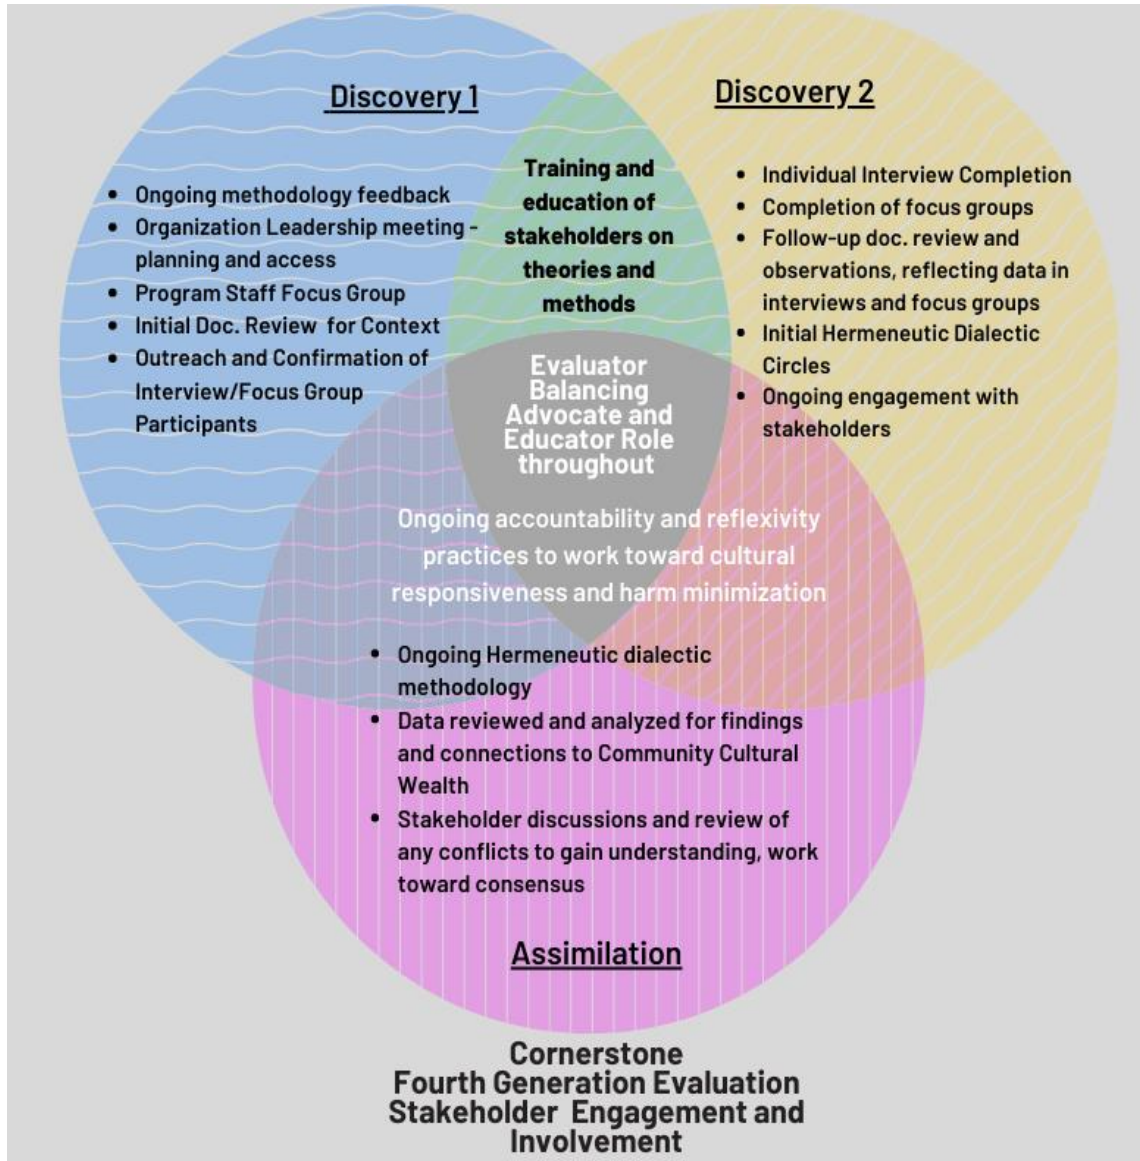 Discovery 1
• Ongoing methodology feedback
• Organization Leadership meeting -
planning and access
• Program Staff Focus Group
• Initial Doc. Review for Context
• Outreach and Confirmation of
Interview/Focus Group
Participants
Training and
education of
stakeholders on
theories and
methods
Discovery 2
• Individual Interview Completion
• Completion of focus groups
• Follow-up doc. review and
observations, reflecting data in
interviews and focus groups
• Initial Hermeneutic Dialectic
Circles
• Ongoing engagement with
stakeholders
Evaluator
Balancing
Advocate and
Educator Role
throughout
Ongoing accountability and reflexivity
practices to work toward cultural
responsiveness and harm minimization
• Ongoing Hermeneutic dialectic
methodology
• Data reviewed and analyzed for findings
and connections to Community Cultural
Wealth
• Stakeholder discussions and review of
any conflicts to gain understanding, work
toward consensus
Assimilation
Cornerstone
Fourth Generation Evaluation
Stakeholder Engagement and
Involvement